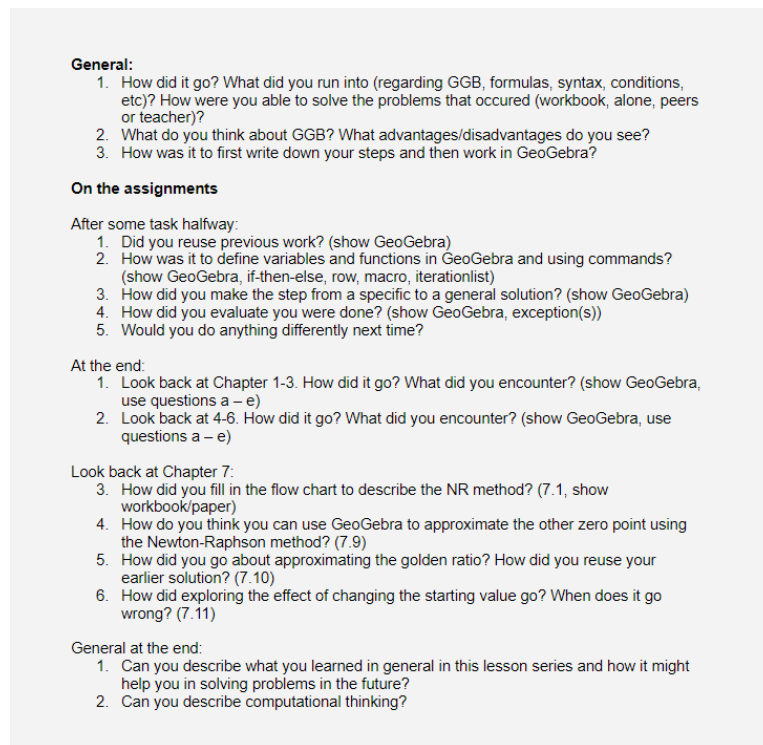 General:
1. How did it go? What did you run into (regarding GGB, formulas, syntax, conditions,
etc)? How were you able to solve the problems that occured (workbook, alone, peers
or teacher)?
2. What do you think about GGB? What advantages/disadvantages do you see?
3. How was it to first write down your steps and then work in GeoGebra?
On the assignments
After some task halfway:
1. Did you reuse previous work? (show GeoGebra)
2. How was it to define variables and functions in GeoGebra and using commands?
(show GeoGebra, if-then-else, row, macro, iterationlist)
3. How did you make the step from a specific to a general solution? (show GeoGebra)
4. How did you evaluate you were done? (show GeoGebra, exception(s))
5. Would you do anything differently next time?
At the end:
1. Look back at Chapter 1-3. How did it go? What did you encounter? (show GeoGebra,
use questions a – e)
2. Look back at 4-6. How did it go? What did you encounter? (show GeoGebra, use
questions a – e)
Look back at Chapter 7:
3. How did you fill in the flow chart to describe the NR method? (7.1, show
workbook/paper)
4. How do you think you can use GeoGebra to approximate the other zero point using
the Newton-Raphson method? (7.9)
5. How did you go about approximating the golden ratio? How did you reuse your
earlier solution? (7.10)
6. How did exploring the effect of changing the starting value go? When does it go
wrong? (7.11)
General at the end:
1. Can you describe what you learned in general in this lesson series and how it might
help you in solving problems in the future?
2. Can you describe computational thinking?